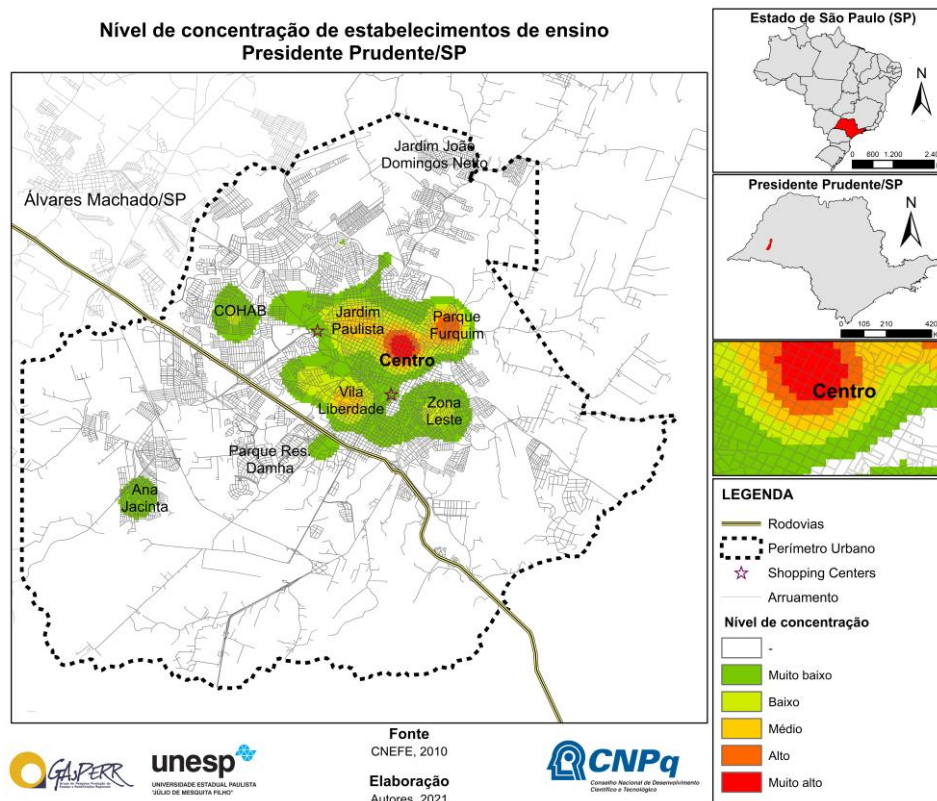 Nível de concentração de estabelecimentos de ensino
Presidente Prudente/SP
Jardim João
Domingos Netto
Álvares Machado/SP
COHAB
Jardim
Paulista
Parque
Furquim
Centro
Vila
Liberdade
Zona
Leste
Parque Res.
Damha
Ana
Jacinta
Estado de São Paulo (SP)
N
0 600 1.200 2.40
Presidente Prudente/SP
N
0 105 210 420
Centro
LEGENDA
Rodovias
Perímetro Urbano
Shopping Centers
Arruamento
Nível de concentração
-
Muito baixo
Baixo
Médio
Alto
Muito alto
GAsPERR
unesp
UNIVERSIDADE ESTADUAL PAULISTA
"JÚLIO DE MESQUITA FILHO"
Fonte
CNEFE, 2010
Elaboração
Autores, 2021
CNPq
Conselho Nacional de Desenvolvimento
Científico e Tecnológico